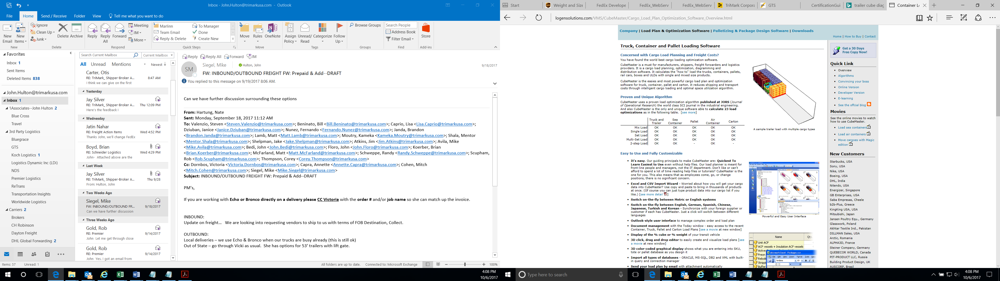 Inbox - John.Hulton@trimarkusa.com - Outlook
File Home Send / Receive Folder View Tell me what you want to do
New Email
New Items
Ignore
Clean Up
Junk
Delete Archive
Reply Reply All Forward
Meeting
IM
More
Marlinn
Team Email
Reply & Delete
To Manager
Done
Create New
Move Rules OneNote
Assign Policy
Unread/ Read
Categorize
Follow Up
Browse Groups
Search People
Address Book
Filter Email
Store
New Delete Respond Quick Steps Move Tags Groups Find Add-ins
Favorites
Inbox 1
Sent Items
Deleted Items 838
John.Hulton@trimarkusa.com
Inbox 1
1Associates--John Hulton 2
Blue Cross
Travel
3rd Party Logistics
Bluegrace
GTS
Koch Logistics 1
Logistics Dynamic Inc (LDi)
NDS
Premier Logistics
ReTrans
Transportation Insights
Worldwide Logistics
Carriers 2
Brokers
CH Robinson
Dayton Freight
DHL Global Forwarding 2
Items: 57 Unread: 1
Search Current Mailbox Current Mailbox
All Unread Mentions Newest
Carter, Otis
RE: TriMark_ Shipper-Broker A... 8:47 AM
I think we can give on the first
Yesterday
Jay Silver
RE: TriMark_ Shipper-Broker A... Thu 12:09 PM
Here's the feedback I
Wednesday
Jatin Nahar
RE: Freight Action Items Wed 4:52 PM
Thanks John, we'll change FedEx
Boyd, Brian
RE: Schneider Logistics Wed 4:29 PM
John- Attached above are the
Last Week
Jay Silver
RE: TriMark_ Shipper-Broker A... Thu 9/28
From: Hulton, John
Two Weeks Ago
Siegel, Mike
FW: INBOUND/OUTBOUND FR... 9/18/2017
Can we have further discussion
Three Weeks Ago
Gold, Rob
RE: Premier 9/14/2017
John Let me get through close
Gold, Rob
RE: Premier 9/14/2017
John Yes. I got an email from
Reply Reply All Forward IM
SM
Siegel, Mike Hulton, John 9/18/2017
FW: INBOUND/OUTBOUND FREIGHT FW: Prepaid & Add--DRAFT
You replied to this message on 9/19/2017 8:06 AM.
Can we have further discussion surrounding these options
From: Hartung, Nate
Sent: Monday, September 18, 2017 11:12 AM
To: Valenzio, Steven <Steven.Valenzio@trimarkusa.com>; Beninato, Bill <Bill.Beninato@trimarkusa.com>; Caprio, Lisa <Lisa.Caprio@trimarkusa.com>;
Dziuban, Janice <Janice.Dziuban@trimarkusa.com>; Nunez, Fernando <Fernando.Nunez@trimarkusa.com>; Janda, Brandon
<Brandon.Janda@trimarkusa.com>; Lamb, Matt <Matt.Lamb@trimarkusa.com>; Moutry, Kameka <Kameka.Moutry@trimarkusa.com>; Shala, Mentor
<Mentor.Shala@trimarkusa.com>; Shelpman, Jake <Jake.Shelpman@trimarkusa.com>; Atkins, Jim <Jim.Atkins@trimarkusa.com>; Avila, Mike
<Mike.Avila@trimarkusa.com>; Bedi, John <John.Bedi@trimarkusa.com>; Floro, John <John.Floro@trimarkusa.com>; Koerber, Brian
<Brian.Koerber@trimarkusa.com>; McFarland, Matt <Matt.McFarland@trimarkusa.com>; Schweppe, Randy <Randy.Schweppe@trimarkusa.com>; Scupham,
Rob <Rob.Scupham@trimarkusa.com>; Thompson, Corey <Corey.Thompson@trimarkusa.com>
Cc: Dornbos, Victoria <Victoria.Dornbos@trimarkusa.com>; Capra, Annette <Annette.Capra@trimarkusa.com>; Cohen, Mitch
<Mitch.Cohen@trimarkusa.com>; Siegel, Mike <Mike.Siegel@trimarkusa.com>
Subject: INBOUND/OUTBOUND FREIGHT FW: Prepaid & Add--DRAFT
PM's,
If you are working with Echo or Bronco directly on a delivery please CC Victoria with the order # and/or job name so she can match up the invoice.
INBOUND:
Update on freight... We are looking into requesting vendors to ship to us with terms of FOB Destination, Collect.
OUTBOUND:
Local deliveries – we use Echo & Bronco when our trucks are busy already (this is still ok)
Out of State – go through Vicki as usual. She has options for 53' trailers with lift gate.
All folders are up to date. Connected to: Microsoft Exchange 100%
4:08 PM
10/6/2017
Start Weight and Size FedEx Develope FedEx_WebServ FedEx_WebServ TriMark Corpora GTS CertificationGui trailer cube diag Container Lo
logensolutions.com/VMS/CubeMaster/Cargo_Load_Plan_Optimization_Software_Overview.html
Company | Load Plan & Optimization Software | Palletizing & Package Design Software | Downloads
Home | How to Buy | Contact
Truck, Container and Pallet Loading Software
Concerned with Cargo Load Planning and Freight Costs?
You have found the world best cargo loading optimization software.
CubeMaster is a must for manufacturers, shippers, freight forwarders and logistics
providers. It is a cargo load planning, optimization, diagramming and
distribution software. It calculates the "how to" load the trucks, containers, pallets,
rail cars, boxes and ULDs with single and mixed size products.
CubeMaster is the easies and most powerful cargo load plan and optimization
software for truck, container, pallet and carton. It reduces shipping and transport
costs through intelligent cargo loading and optimal space utilization algorithm.
Proven and Unique Algorithm
CubeMaster uses a proven load optimization algorithm published at JORS (Journal
of Operational Research) the world class SCI journal in the industrial engineering.
And also CubeMaster is the only and unique software able to calculate 23 load
optimizations as in the following table. [see more]
Truck and Trailer Sea Container Pallet Air Container Carton
Mix Load OK OK OK OK OK
Single Load OK OK OK OK OK
Set Load OK OK OK OK OK
Multi-Set Load OK OK OK OK OK
2-step Load OK OK - OK -
A sample trailer load with multiple cargo types
Easy to Use and Fully Customizable
It's easy. Our guiding principals to make CubeMaster are: Quickest To
Learn Easiest to Use even without help files. Our load planner is meant for
front-line people and managers, not the IT department. Don't like or can't
afford to spend a lot of time reading help files or tutorials? CubeMaster is the
one for you. This also means that as employees come, go, or change
positions, there is no significant concern.
Excel and CSV Import Wizard - Worried about how you will get your cargo
data into CubeMaster? Use copy and paste to bring in thousands of products
at once. (Of course you can just type product data into our cargo list if you
like.) [see more detail]
Switch on-the-fly between Metric or English systems
Switch on-the-fly between English, German, Spanish, Chinese,
Japanese, Turkish and Korean - Synchronize with your foreign supplier or
customer if each has CubeMaster. Just a click will switch between different
languages
Outlook-style user interface to manage complex order and load plan
Document management with the Today window - easy access to the recent
Container, Truck, Pallet and Carton Load Plans [see a movie at new window]
Display of the % cube or % weight of your transit vehicle
3D click, drag and drop editor to easily create and visualize load plans [see
a movie at new window]
3D color-coded graphical display shows what you are entering into SKU,
tote or pallet database as you design it
Import all types of databases - ORACLE, MS-SQL, DB2 and XML with built-
in query and connection manager
Send your load plan by email with attachment automatically
Powerful and Easy User Interface
Name Qty.
Unit ACF
ACF vessels + Insulation ACF vessels
Active
Freon
Reboil
Strippi
Buffer
Microsoft Excel - Packages.csv
File Edit View Insert Format Tools
Get a 30 Days
Free Copy Now!
Quick Link
Overview
Algorithms
Convincing your boss
Online Version
Developer Version
E-learning
See the offcial blog
Movies
See the online movies to watch
how to use CubeMaster.
Load sea containers
Load air containers
Move cargoes with Magic
edition
New Customers
Starbucks, USA
Sony, USA
Nike, USA
Boeing, USA
DHL, India
Nitendo, USA
Energizer, Singapore
GB Enterprises, USA
Saba Empresas, Cheele
b2b-Plus, Greece
KingKing USA, USA
Mitsubishi, Japan
Jansen Poultry Equ., Germany
Glasswork, Poland
Akhtar Textile Ind., Pakistan
DILLMAN Sales, USA
Arctic, Romania
ALPHA3D, France
Steiner Company, Germany
QUEBECOR WORLD, Canada
PIT-PRODUCT LLC, Russia
Building Product Design, UK
AUSCORP, Brasil
Type here to search
4:08 PM
10/6/2017